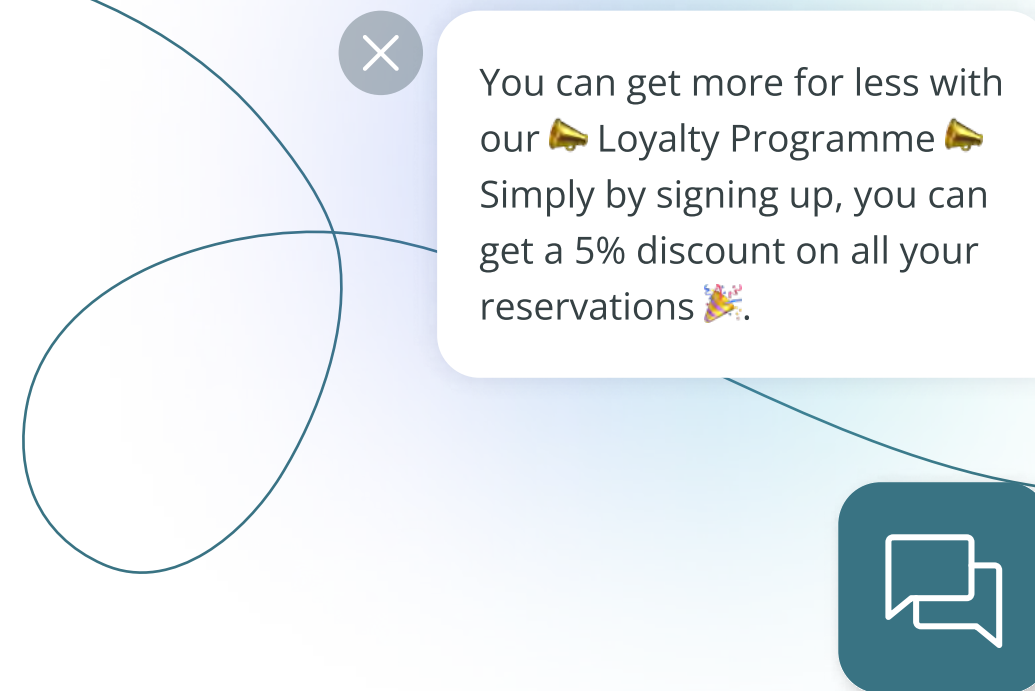 You can get more for less with
our 📣 Loyalty Programme 📣
Simply by signing up, you can
get a 5% discount on all your
reservations 🎉.